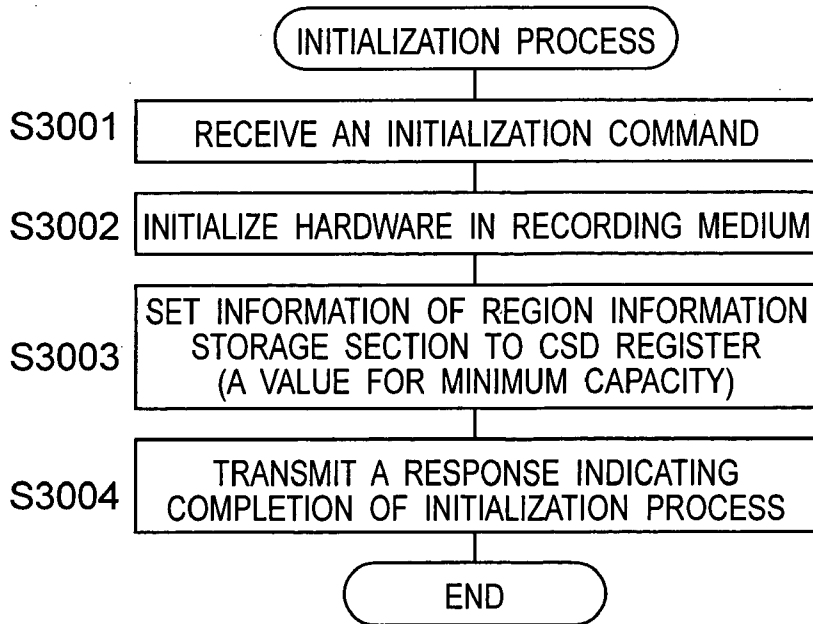 INITIALIZATION PROCESS
S3001
RECEIVE AN INITIALIZATION COMMAND
S3002
INITIALIZE HARDWARE IN RECORDING MEDIUM
S3003
SET INFORMATION OF REGION INFORMATION
STORAGE SECTION TO CSD REGISTER
(A VALUE FOR MINIMUM CAPACITY)
S3004
TRANSMIT A RESPONSE INDICATING
COMPLETION OF INITIALIZATION PROCESS
END